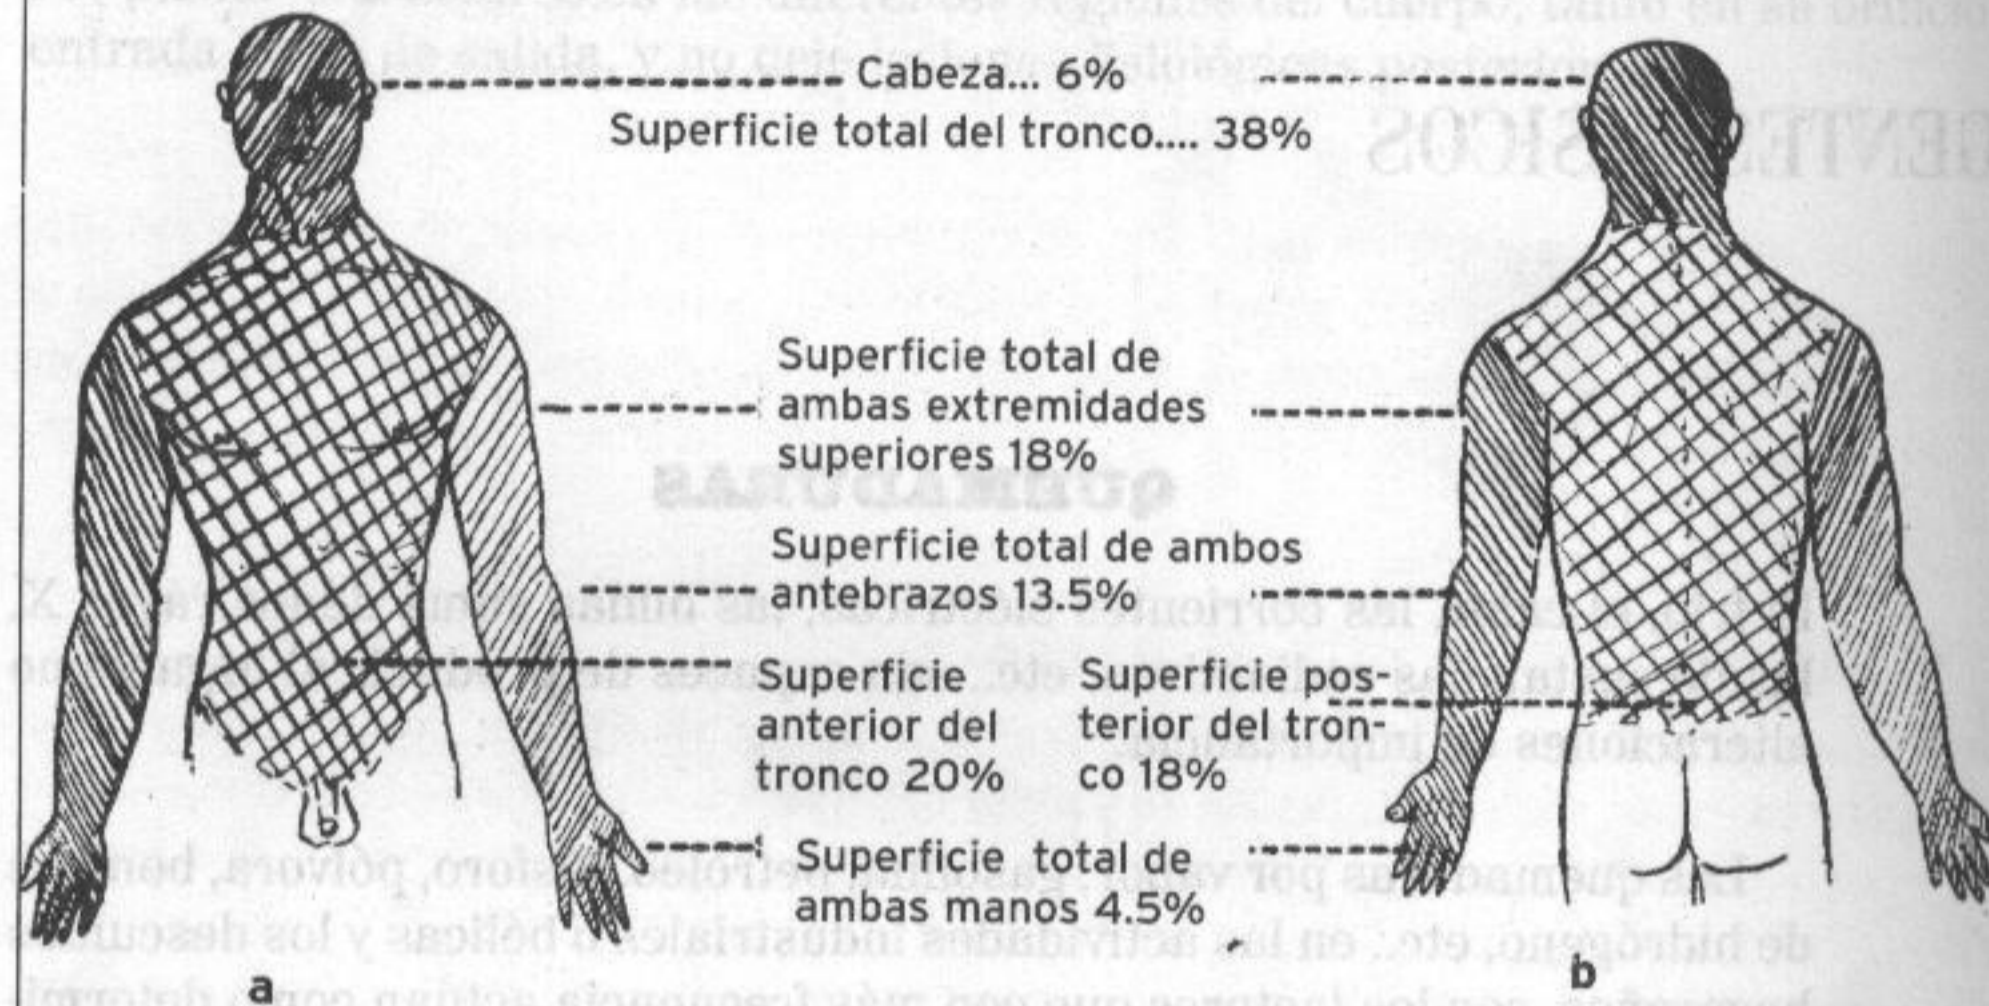 Cabeza... 6%
Superficie total del tronco.... 38%
Superficie total de
ambas extremidades
superiores 18%
QUEMADURAS
Superficie total de ambos
antebrazos 13.5%
Superficie
anterior del
tronco 20%
Superficie pos-
terior del tron-
co 18%
Superficie total de
ambas manos 4.5%
a
b